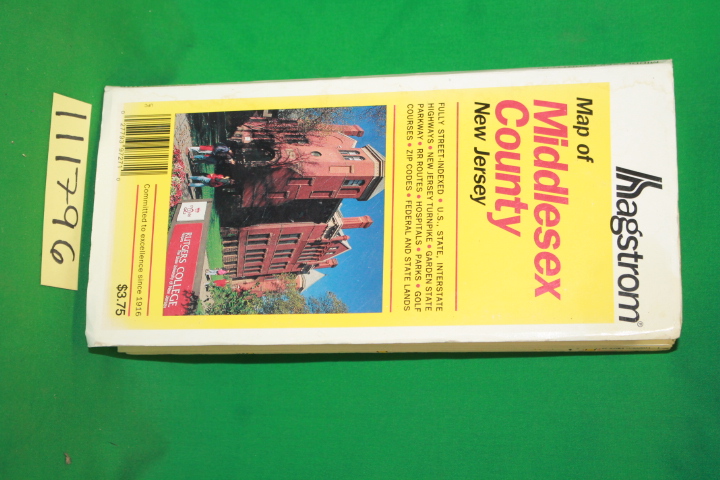 hagstrom®
Map of
Middlesex
County
New Jersey
FULLY STREET-INDEXED • U.S., STATE, INTERSTATE
HIGHWAYS • NEW JERSEY TURNPIKE • GARDEN STATE
PARKWAY • RR ROUTES • HOSPITALS • PARKS • GOLF
COURSES • ZIP CODES • FEDERAL AND STATE LANDS
RUTGERS COLLEGE
Committed to excellence since 1916
$3.75
111796